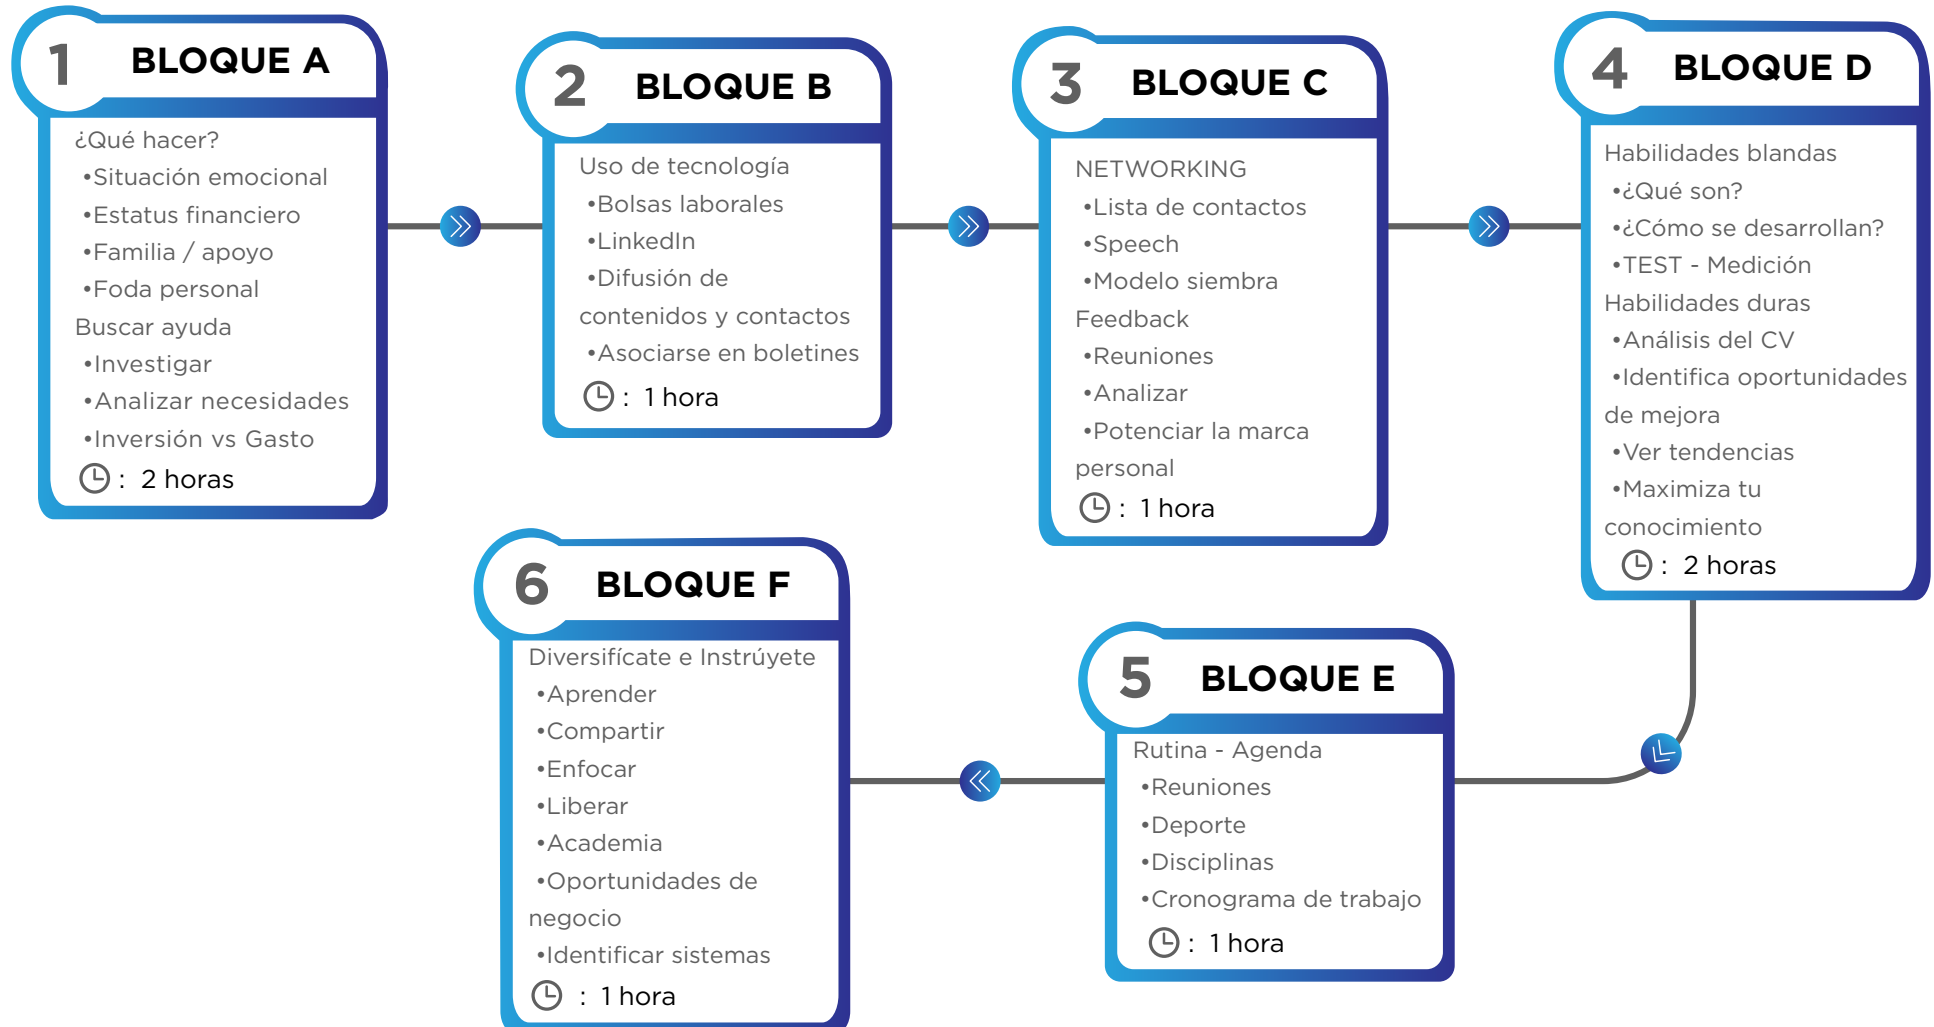 1 BLOQUE A
¿Qué hacer?
•Situación emocional
•Estatus financiero
•Familia / apoyo
•Foda personal
Buscar ayuda
•Investigar
•Analizar necesidades
•Inversión vs Gasto
: 2 horas
2 BLOQUE B
Uso de tecnología
•Bolsas laborales
•LinkedIn
•Difusión de
contenidos y contactos
•Asociarse en boletines
: 1 hora
3 BLOQUE C
NETWORKING
•Lista de contactos
•Speech
•Modelo siembra
Feedback
•Reuniones
•Analizar
•Potenciar la marca
personal
: 1 hora
4 BLOQUE D
Habilidades blandas
•¿Qué son?
•¿Cómo se desarrollan?
•TEST - Medición
Habilidades duras
•Análisis del CV
•Identifica oportunidades
de mejora
•Ver tendencias
•Maximiza tu
conocimiento
: 2 horas
5 BLOQUE E
Rutina - Agenda
•Reuniones
•Deporte
•Disciplinas
•Cronograma de trabajo
: 1 hora
6 BLOQUE F
Diversifícate e Instrúyete
•Aprender
•Compartir
•Enfocar
•Liberar
•Academia
•Oportunidades de
negocio
•Identificar sistemas
: 1 hora